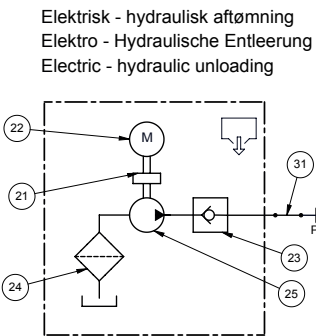 Elektrisk - hydraulisk aftømning
Elektro - Hydraulische Entleerung
Electric - hydraulic unloading
22
M
31
21
P
24
25
23